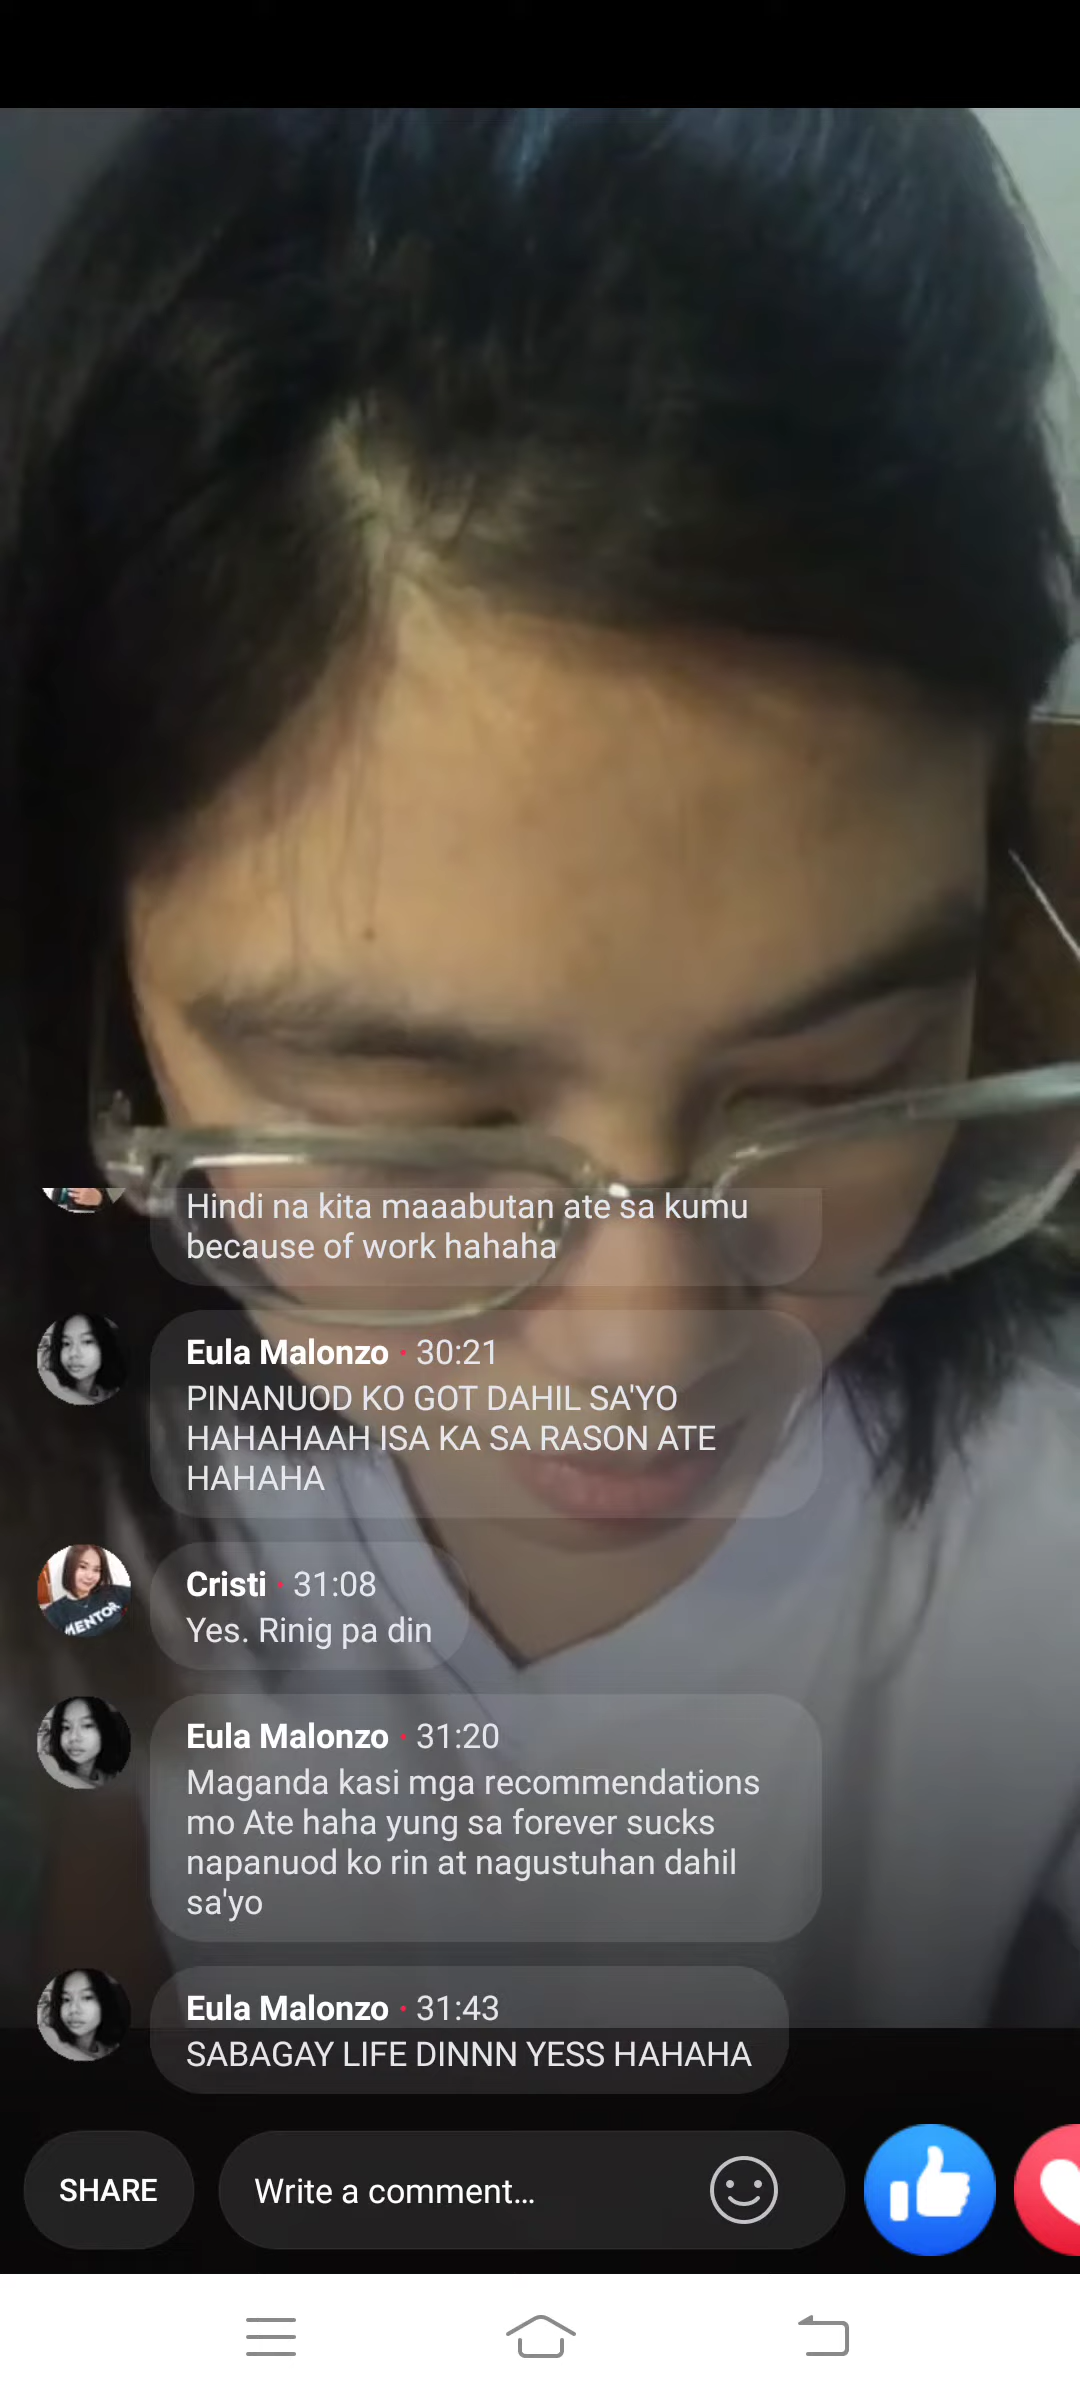 Hindi na kita maaabutan ate sa kumu
because of work hahaha
Eula Malonzo · 30:21
PINANUOD KO GOT DAHIL SA'YO
HAHAHAAH ISA KA SA RASON ATE
HAHAHA
MENTOR
Cristi · 31:08
Yes. Rinig pa din
Eula Malonzo · 31:20
Maganda kasi mga recommendations
mo Ate haha yung sa forever sucks
napanuod ko rin at nagustuhan dahil
sa'yo
Eula Malonzo · 31:43
SABAGAY LIFE DINNN YESS HAHAHA
SHARE
Write a comment...